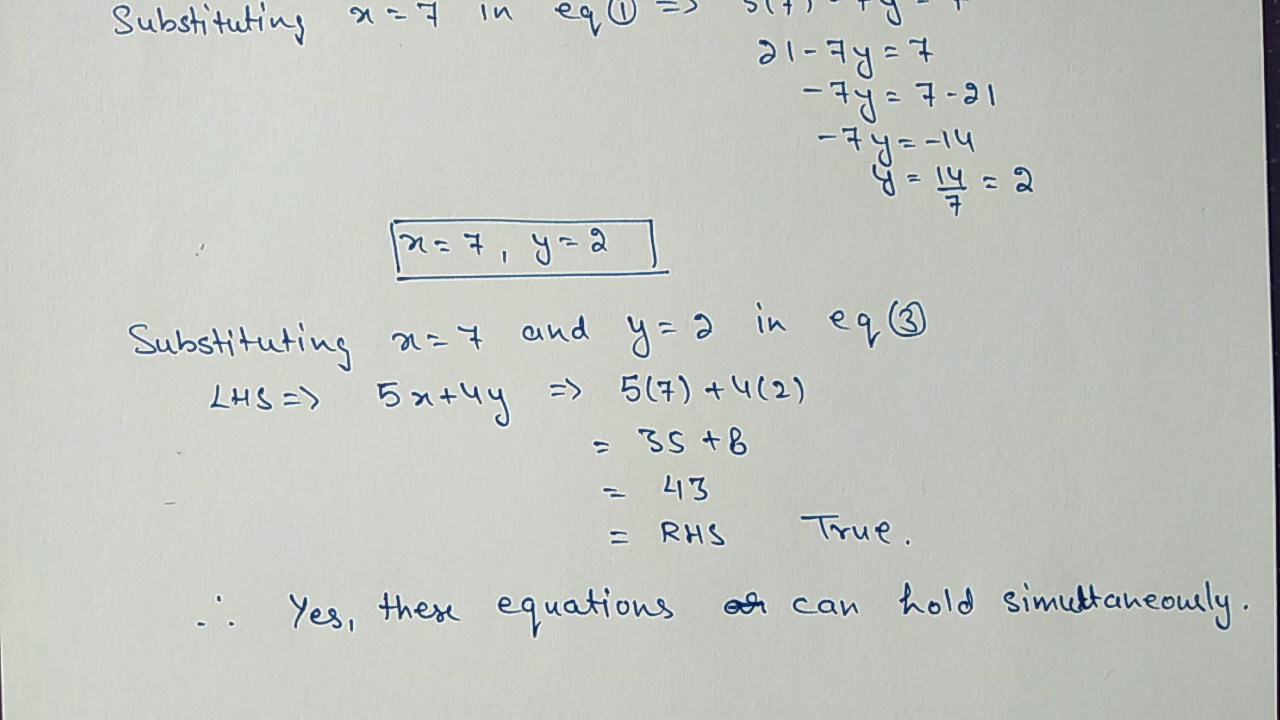 Substituting x = 7 in eq ① =>
21 - 7y = 7
-7y = 7 - 21
-7y = -14
y = 14/7 = 2
x = 7, y = 2
Substituting x = 7 and y = 2 in eq ③
LHS => 5x + 4y => 5(7) + 4(2)
= 35 + 8
= 43
= RHS True.
∴ Yes, these equations can hold simultaneously.